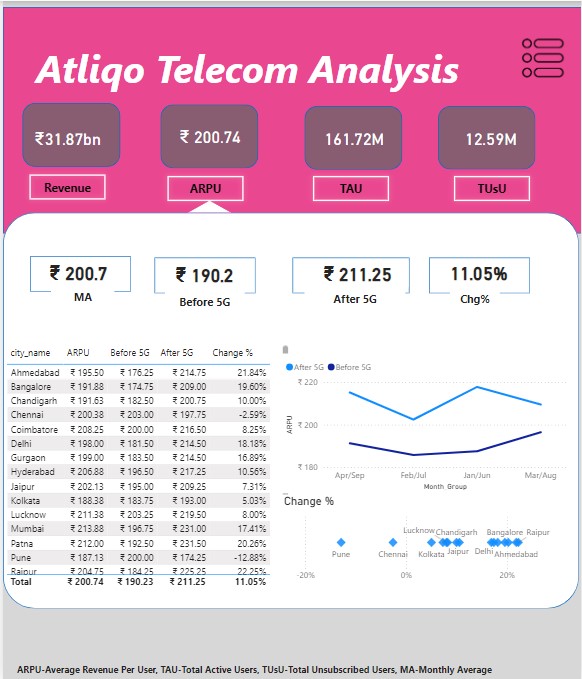 Atliqo Telecom Analysis
₹31.87bn
₹ 200.74
161.72M
12.59M
Revenue
ARPU
TAU
TUsU
₹ 200.7
₹ 190.2
₹ 211.25
11.05%
MA
Before 5G
After 5G
Chg%
city_name ARPU Before 5G After 5G Change %
Ahmedabad ₹ 195.50 ₹ 176.25 ₹ 214.75 21.84%
Bangalore ₹ 191.88 ₹ 174.75 ₹ 209.00 19.60%
Chandigarh ₹ 191.63 ₹ 182.50 ₹ 200.75 10.00%
Chennai ₹ 200.38 ₹ 203.00 ₹ 197.75 -2.59%
Coimbatore ₹ 208.25 ₹ 200.00 ₹ 216.50 8.25%
Delhi ₹ 198.00 ₹ 181.50 ₹ 214.50 18.18%
Gurgaon ₹ 199.00 ₹ 183.50 ₹ 214.50 16.89%
Hyderabad ₹ 206.88 ₹ 196.50 ₹ 217.25 10.56%
Jaipur ₹ 202.13 ₹ 195.00 ₹ 209.25 7.31%
Kolkata ₹ 188.38 ₹ 183.75 ₹ 193.00 5.03%
Lucknow ₹ 211.38 ₹ 203.25 ₹ 219.50 8.00%
Mumbai ₹ 213.88 ₹ 196.75 ₹ 231.00 17.41%
Patna ₹ 212.00 ₹ 192.50 ₹ 231.50 20.26%
Pune ₹ 187.13 ₹ 200.00 ₹ 174.25 -12.88%
Raipur ₹ 204.75 ₹ 184.25 ₹ 225.25 22.25%
Total ₹ 200.74 ₹ 190.23 ₹ 211.25 11.05%
After 5G Before 5G
₹ 220
₹ 200
₹ 180
ARPU
Apr/Sep Feb/Jul Jan/Jun Mar/Aug
Month Group
Change %
Lucknow Chandigarh Bangalore Raipur
Pune Chennai Kolkata Jaipur Delhi Ahmedabad
-20% 0% 20%
ARPU-Average Revenue Per User, TAU-Total Active Users, TUsU-Total Unsubscribed Users, MA-Monthly Average